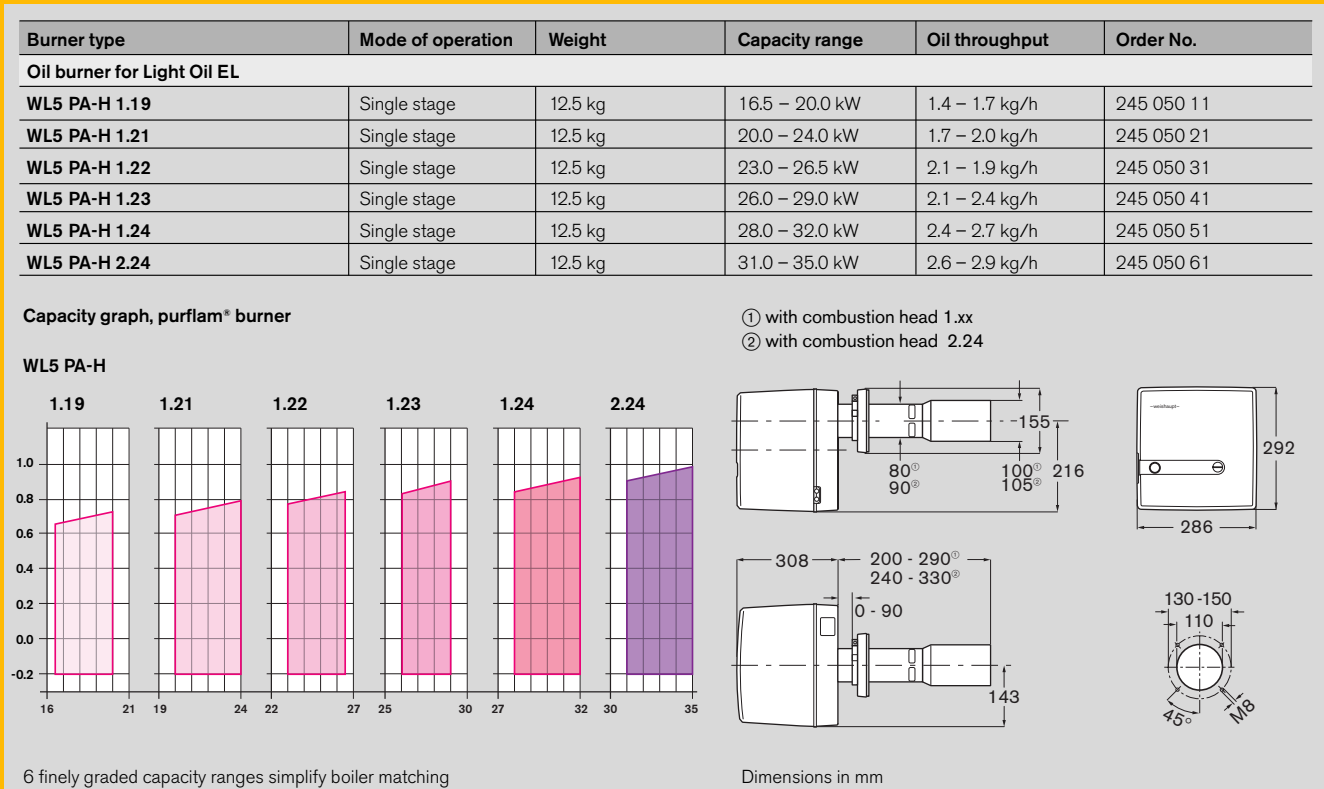 Burner type Mode of operation Weight Capacity range Oil throughput Order No.
Oil burner for Light Oil EL
WL5 PA-H 1.19 Single stage 12.5 kg 16.5 – 20.0 kW 1.4 – 1.7 kg/h 245 050 11
WL5 PA-H 1.21 Single stage 12.5 kg 20.0 – 24.0 kW 1.7 – 2.0 kg/h 245 050 21
WL5 PA-H 1.22 Single stage 12.5 kg 23.0 – 26.5 kW 2.1 – 1.9 kg/h 245 050 31
WL5 PA-H 1.23 Single stage 12.5 kg 26.0 – 29.0 kW 2.1 – 2.4 kg/h 245 050 41
WL5 PA-H 1.24 Single stage 12.5 kg 28.0 – 32.0 kW 2.4 – 2.7 kg/h 245 050 51
WL5 PA-H 2.24 Single stage 12.5 kg 31.0 – 35.0 kW 2.6 – 2.9 kg/h 245 050 61
Capacity graph, purflam® burner
WL5 PA-H
1.19 1.21 1.22 1.23 1.24 2.24
1.0
0.8
0.6
0.4
0.2
0.0
-0.2
16 21 19 24 22 27 25 30 27 32 30 35
6 finely graded capacity ranges simplify boiler matching
① with combustion head 1.xx
② with combustion head 2.24
155
80① 100① 216
90② 105②
–weishaupt–
292
286
308 200 - 290①
240 - 330②
0 - 90
143
130 -150
110
45°
M8
Dimensions in mm